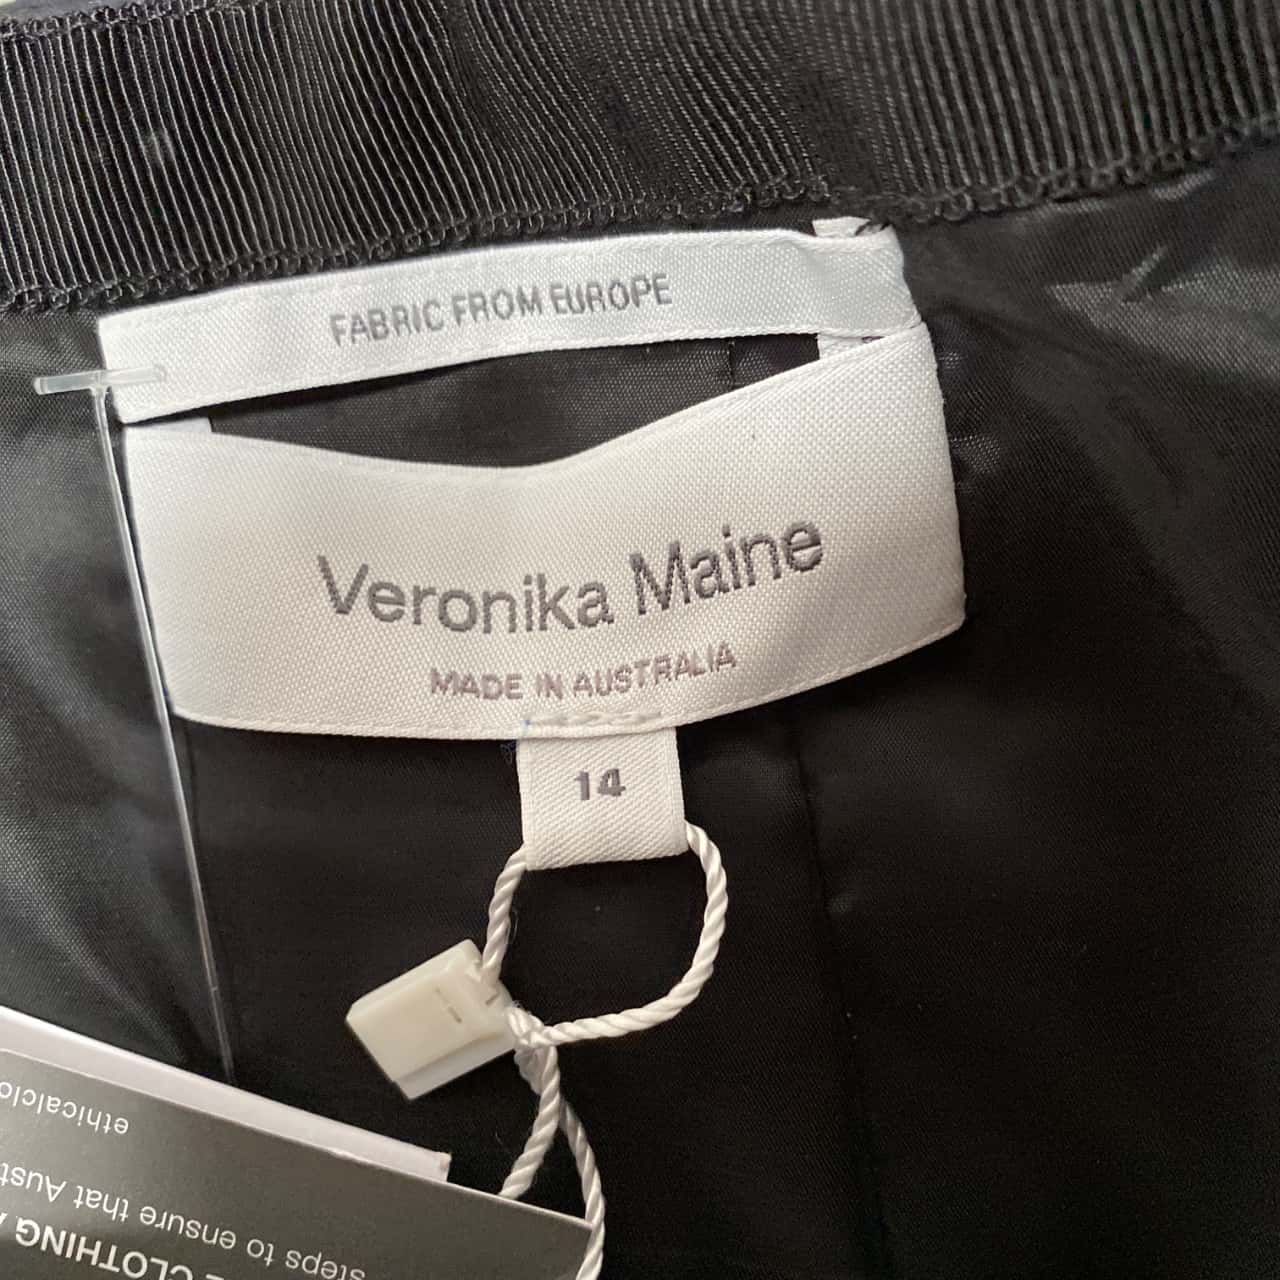 FABRIC FROM EUROPE
Veronika Maine
MADE IN AUSTRALIA
14
CLOTHING
steps to ensure that Aust
ethicalclo